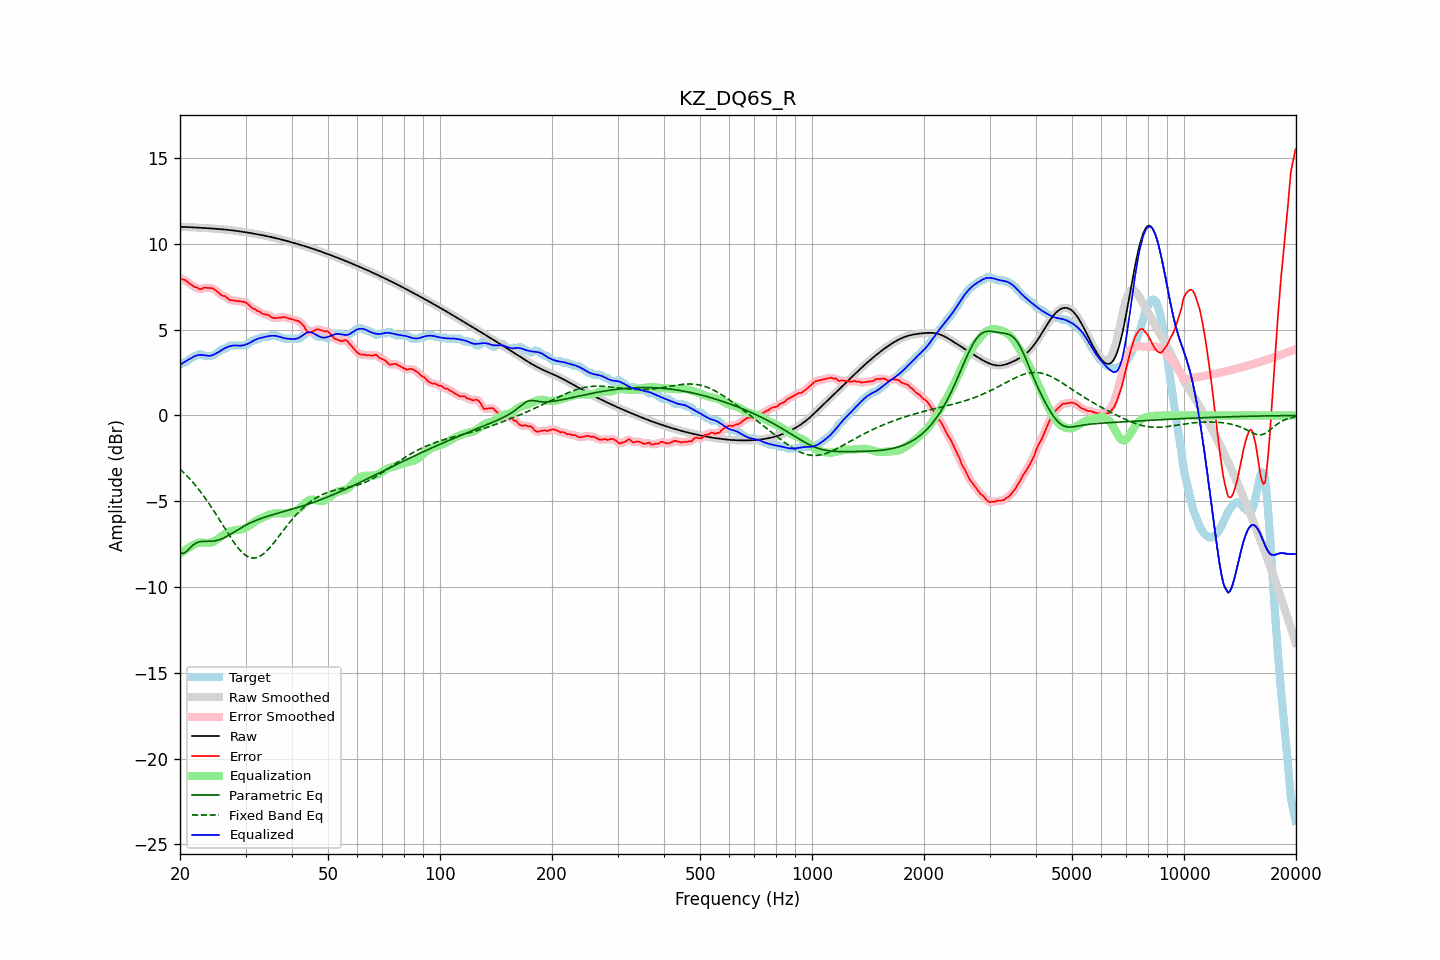 KZ_DQ6S_R
Amplitude (dBr)
15
10
5
0
−5
−10
−15
−20
−25
Target
Raw Smoothed
Error Smoothed
Raw
Error
Equalization
Parametric Eq
Fixed Band Eq
Equalized
20 50 100 200 500 1000 2000 5000 10000 20000
Frequency (Hz)